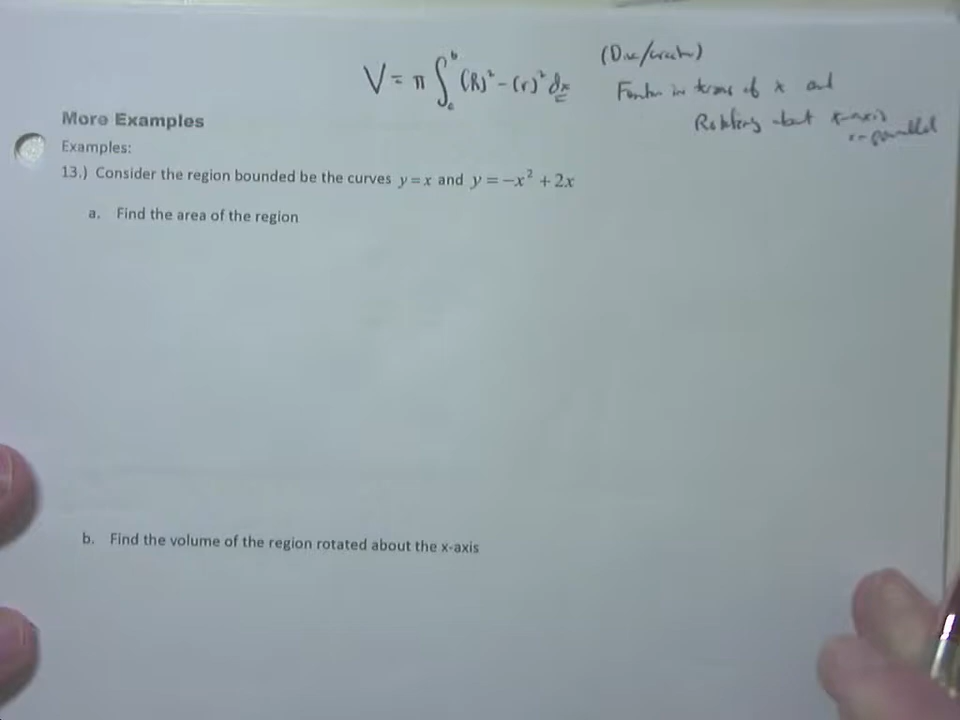 V = π ∫ₐᵇ (R)² - (r)² dx
(Disc/washer)
Function in terms of x and
Rotating about x-axis
or parallel
More Examples
Examples:
13.) Consider the region bounded be the curves y = x and y = -x² + 2x
a. Find the area of the region
b. Find the volume of the region rotated about the x-axis